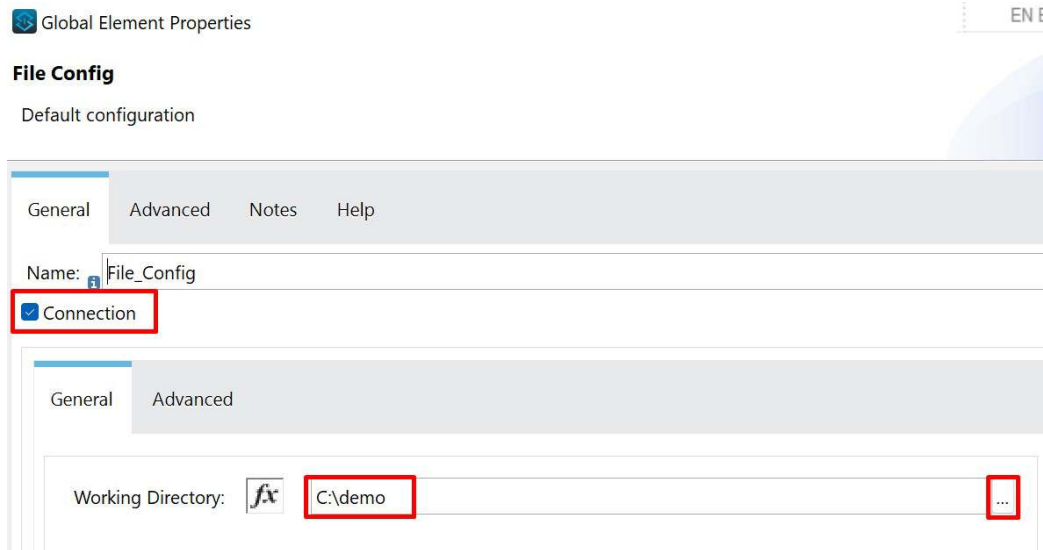 Global Element Properties
EN E
File Config
Default configuration
General Advanced Notes Help
Name: File_Config
Connection
General Advanced
Working Directory: fx C:\demo ...